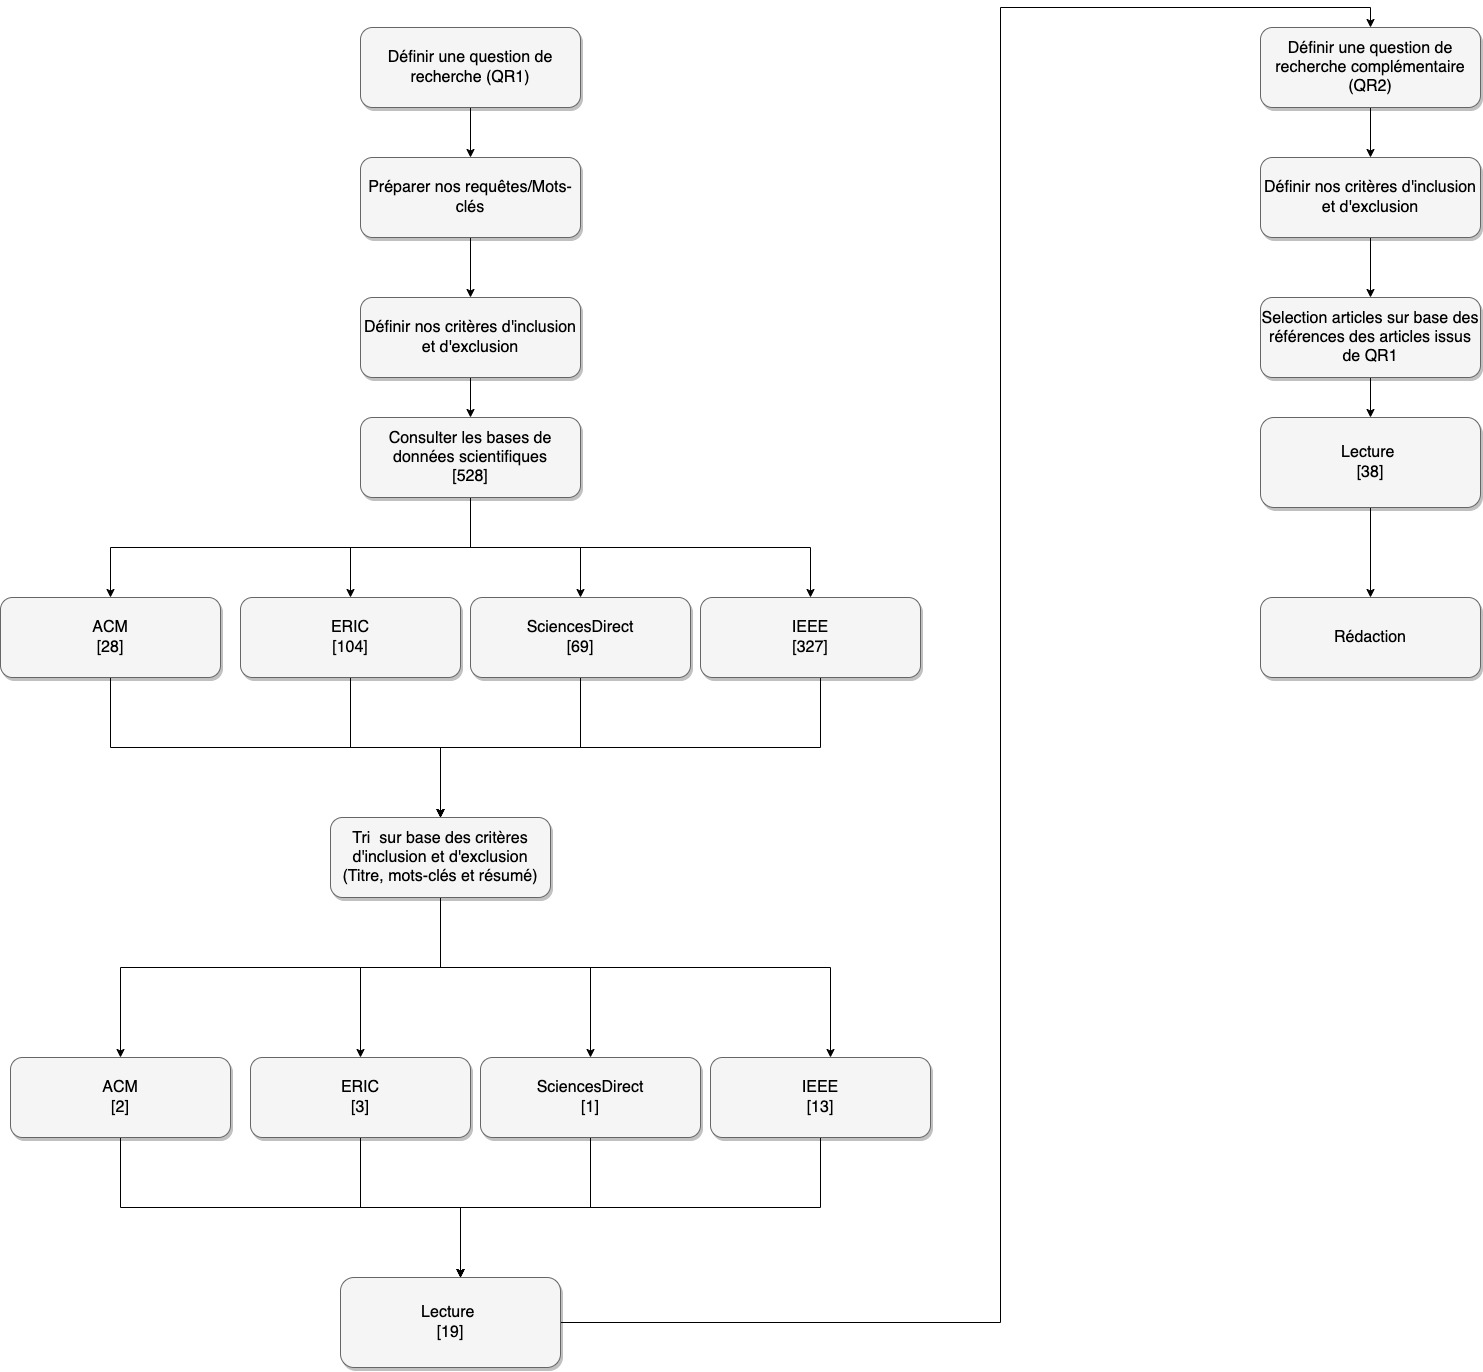 Définir une question de
recherche (QR1)
Préparer nos requêtes/Mots-
clés
Définir nos critères d'inclusion
et d'exclusion
Consulter les bases de
données scientifiques
[528]
ACM
[28]
ERIC
[104]
SciencesDirect
[69]
IEEE
[327]
Tri  sur base des critères
d'inclusion et d'exclusion
(Titre, mots-clés et résumé)
ACM
[2]
ERIC
[3]
SciencesDirect
[1]
IEEE
[13]
Lecture
[19]
Définir une question de
recherche complémentaire
(QR2)
Définir nos critères d'inclusion
et d'exclusion
Selection articles sur base des
références des articles issus
de QR1
Lecture
[38]
Rédaction